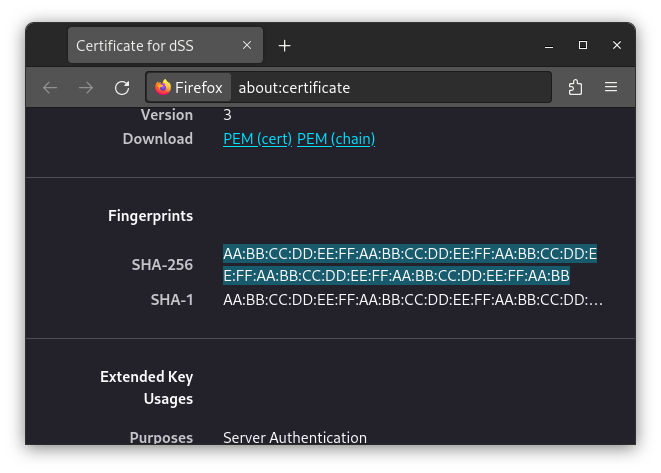 Certificate for dSS
Firefox about:certificate
Version 3
Download PEM (cert) PEM (chain)
Fingerprints
SHA-256 AA:BB:CC:DD:EE:FF:AA:BB:CC:DD:EE:FF:AA:BB:CC:DD:E
E:FF:AA:BB:CC:DD:EE:FF:AA:BB:CC:DD:EE:FF:AA:BB
SHA-1 AA:BB:CC:DD:EE:FF:AA:BB:CC:DD:EE:FF:AA:BB:CC:DD:…
Extended Key
Usages
Purposes Server Authentication